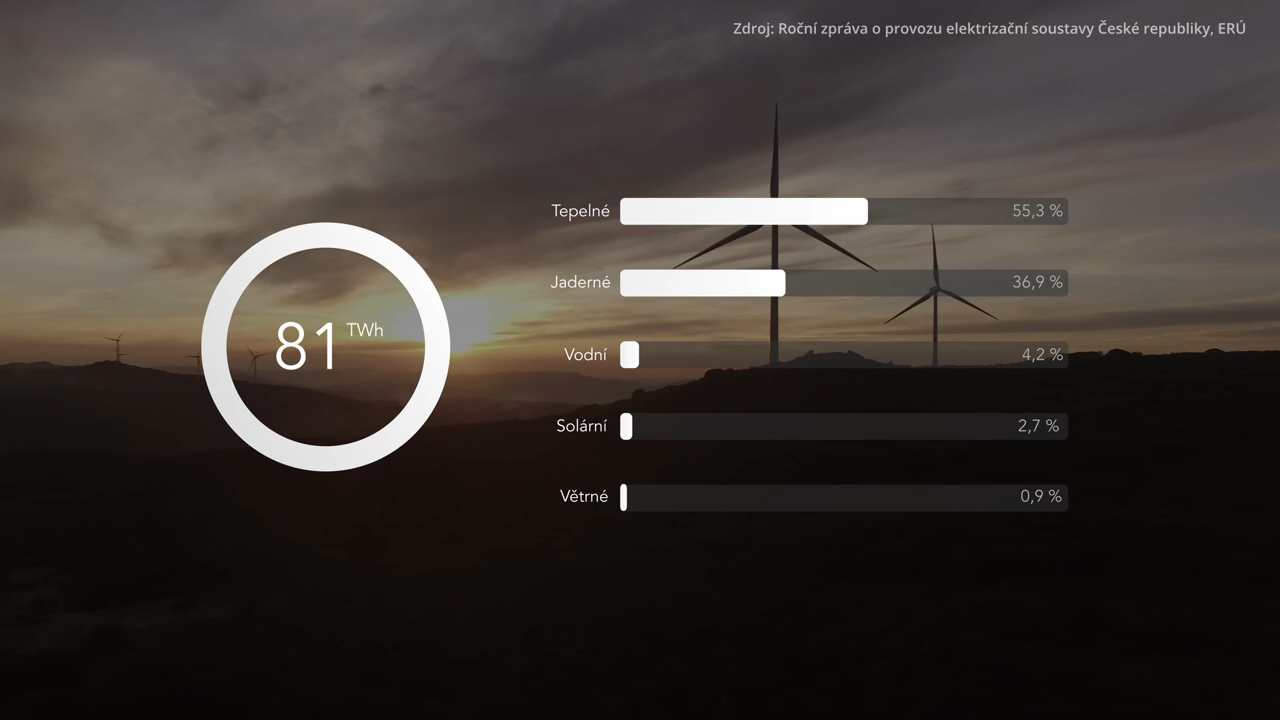 Zdroj: Roční zpráva o provozu elektrizační soustavy České republiky, ERÚ
81 TWh
Tepelné 55,3 %
Jaderné 36,9 %
Vodní 4,2 %
Solární 2,7 %
Větrné 0,9 %